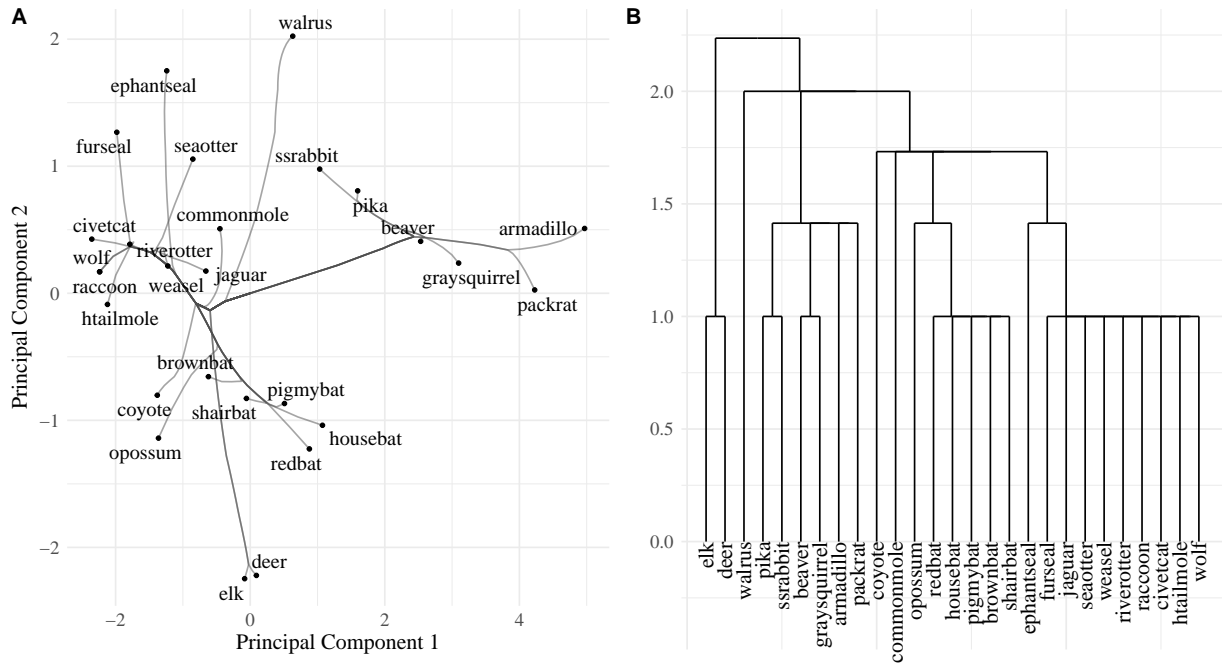 A
B
walrus
ephantseal
furseal
seaotter
ssrabbit
pika
commonmole
beaver
armadillo
civetcat
riverotter
wolf
jaguar
graysquirrel
raccoon
weasel
packrat
htailmole
brownbat
pigmybat
coyote
shairbat
housebat
opossum
redbat
deer
elk
2
1
0
−1
−2
−2
0
2
4
Principal Component 1
Principal Component 2
2.0
1.5
1.0
0.5
0.0
elk
deer
walrus
pika
ssrabbit
beaver
graysquirrel
armadillo
packrat
coyote
commonmole
opossum
redbat
housebat
pigmybat
brownbat
shairbat
ephantseal
furseal
jaguar
seaotter
weasel
riverotter
raccoon
civetcat
htailmole
wolf